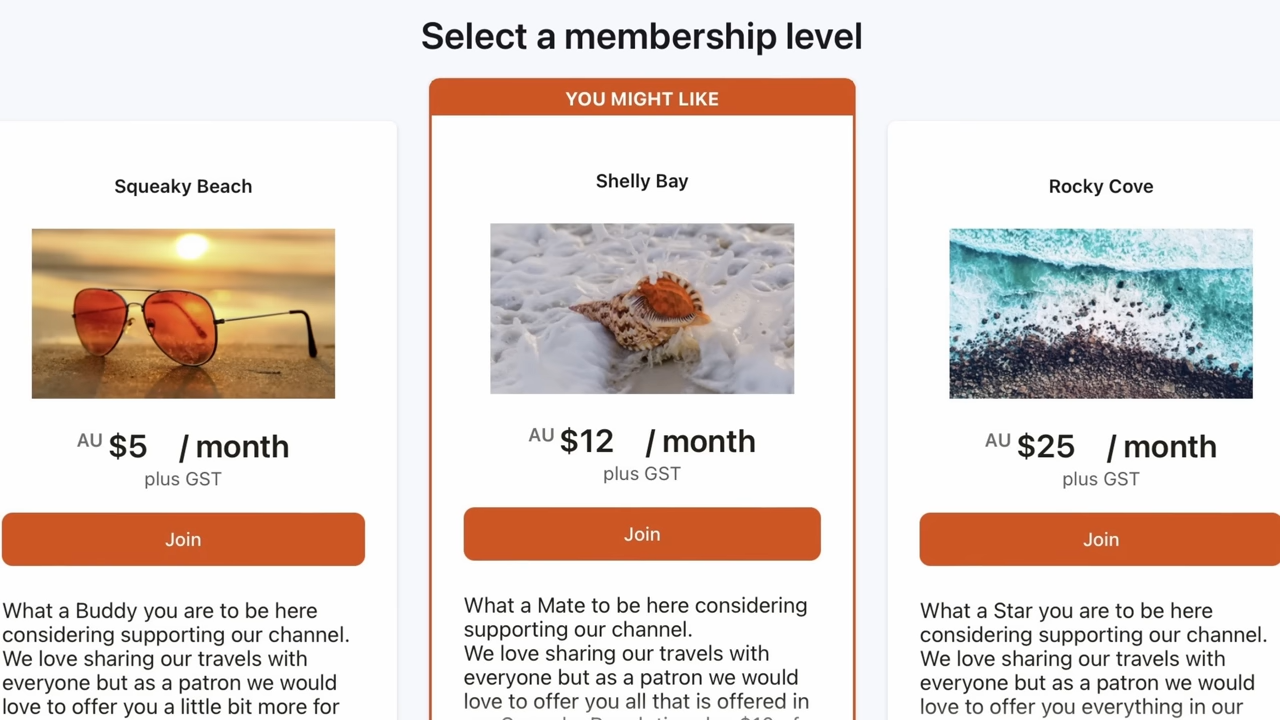 Select a membership level
YOU MIGHT LIKE
Squeaky Beach
AU $5 / month
plus GST
Join
What a Buddy you are to be here
considering supporting our channel.
We love sharing our travels with
everyone but as a patron we would
love to offer you a little bit more for
Shelly Bay
AU $12 / month
plus GST
Join
What a Mate to be here considering
supporting our channel.
We love sharing our travels with
everyone but as a patron we would
love to offer you all that is offered in
Rocky Cove
AU $25 / month
plus GST
Join
What a Star you are to be here
considering supporting our channel.
We love sharing our travels with
everyone but as a patron we would
love to offer you everything in our